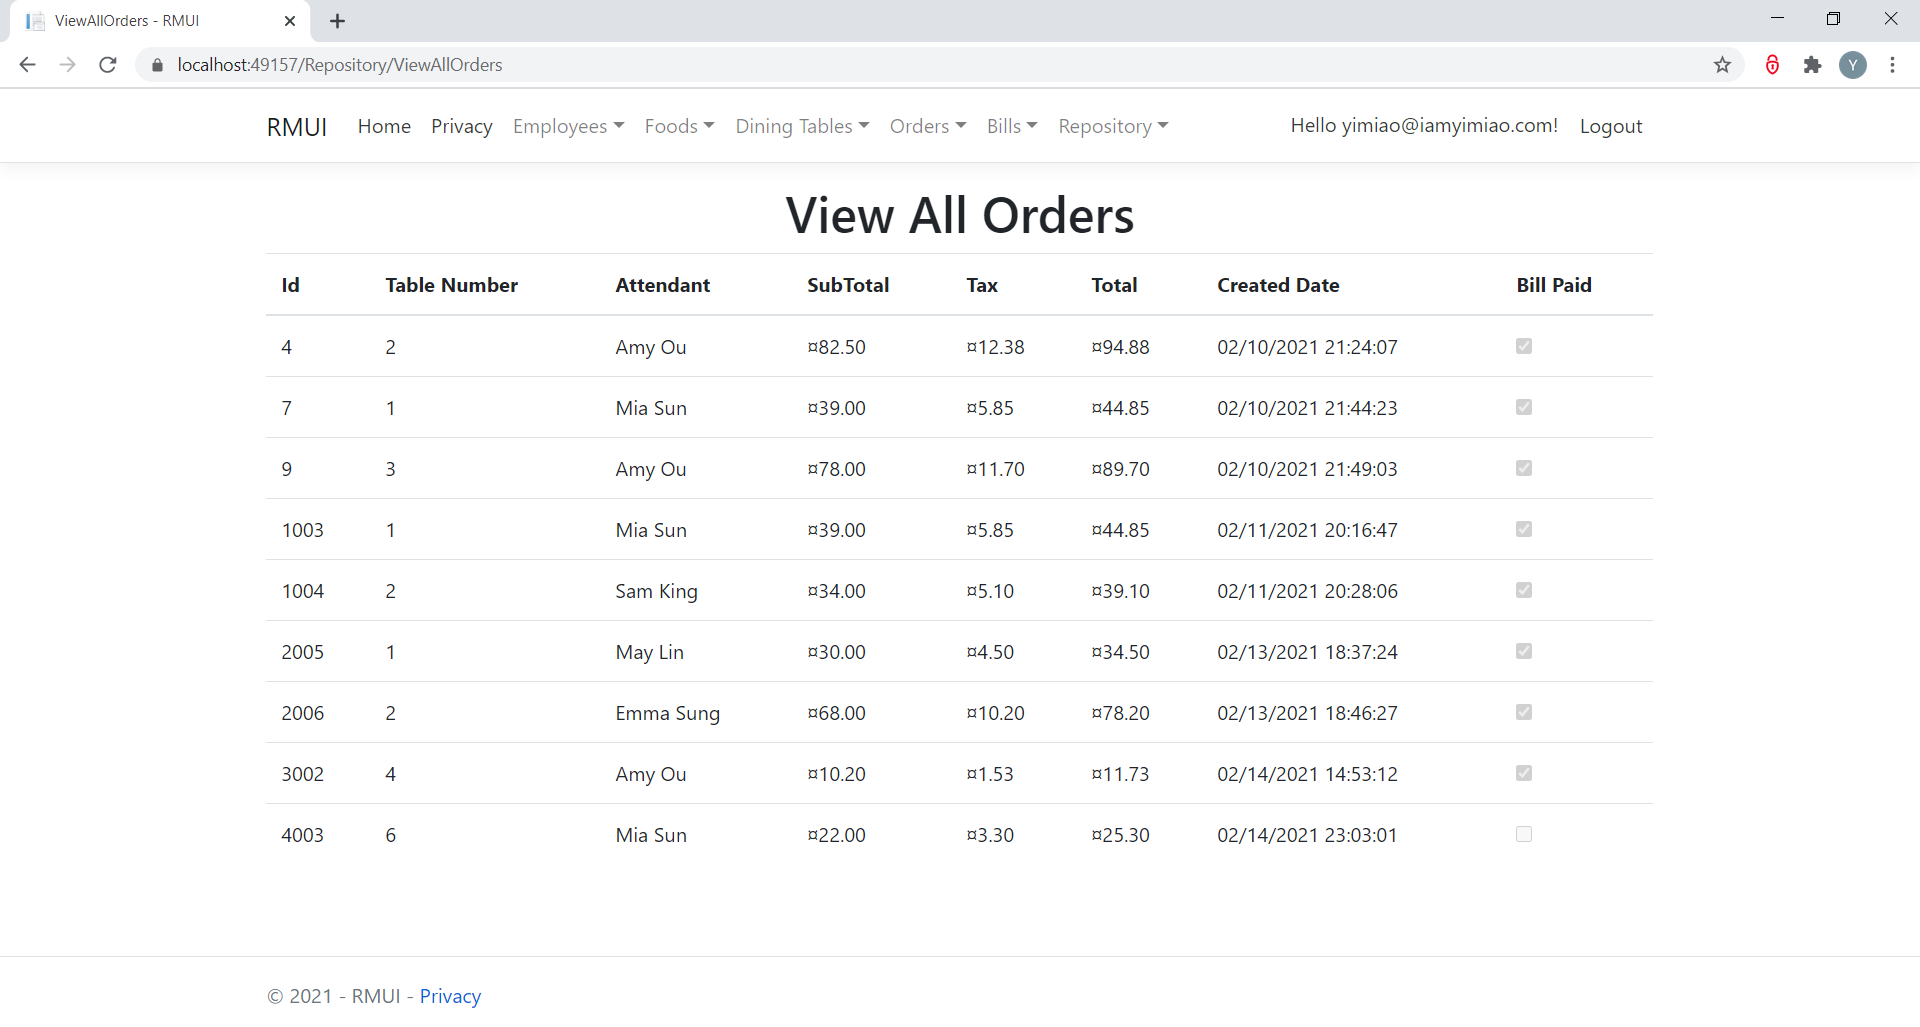 ViewAllOrders - RMUI
localhost:49157/Repository/ViewAllOrders
Y
RMUI Home Privacy Employees Foods Dining Tables Orders Bills Repository Hello yimiao@iamyimiao.com! Logout
View All Orders
Id Table Number Attendant SubTotal Tax Total Created Date Bill Paid
4 2 Amy Ou ¤82.50 ¤12.38 ¤94.88 02/10/2021 21:24:07
7 1 Mia Sun ¤39.00 ¤5.85 ¤44.85 02/10/2021 21:44:23
9 3 Amy Ou ¤78.00 ¤11.70 ¤89.70 02/10/2021 21:49:03
1003 1 Mia Sun ¤39.00 ¤5.85 ¤44.85 02/11/2021 20:16:47
1004 2 Sam King ¤34.00 ¤5.10 ¤39.10 02/11/2021 20:28:06
2005 1 May Lin ¤30.00 ¤4.50 ¤34.50 02/13/2021 18:37:24
2006 2 Emma Sung ¤68.00 ¤10.20 ¤78.20 02/13/2021 18:46:27
3002 4 Amy Ou ¤10.20 ¤1.53 ¤11.73 02/14/2021 14:53:12
4003 6 Mia Sun ¤22.00 ¤3.30 ¤25.30 02/14/2021 23:03:01
© 2021 - RMUI - Privacy